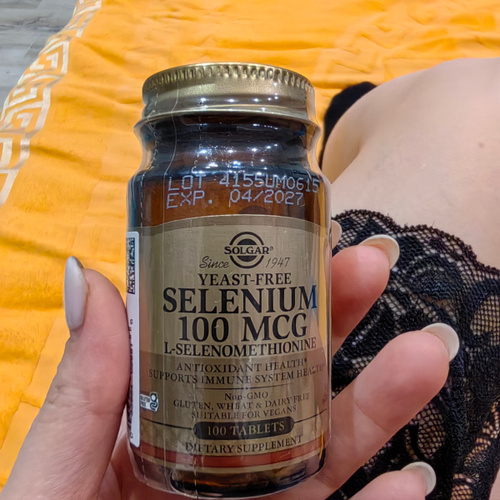 LOT 4155UM0615
EXP. 04/2027
SOLGAR®
Since 1947
YEAST-FREE
SELENIUM
100 MCG
L-SELENOMETHIONINE
ANTIOXIDANT HEALTH*
SUPPORTS IMMUNE SYSTEM HEALTH*
Non-GMO
GLUTEN, WHEAT & DAIRY FREE
SUITABLE FOR VEGANS
100 TABLETS
DIETARY SUPPLEMENT